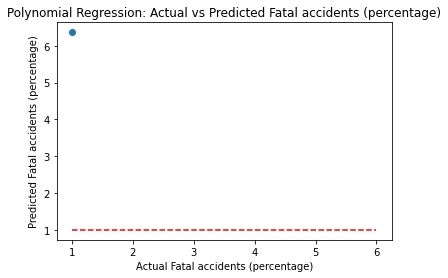 Polynomial Regression: Actual vs Predicted Fatal accidents (percentage)
Predicted Fatal accidents (percentage)
6
5
4
3
2
1
1 2 3 4 5 6
Actual Fatal accidents (percentage)